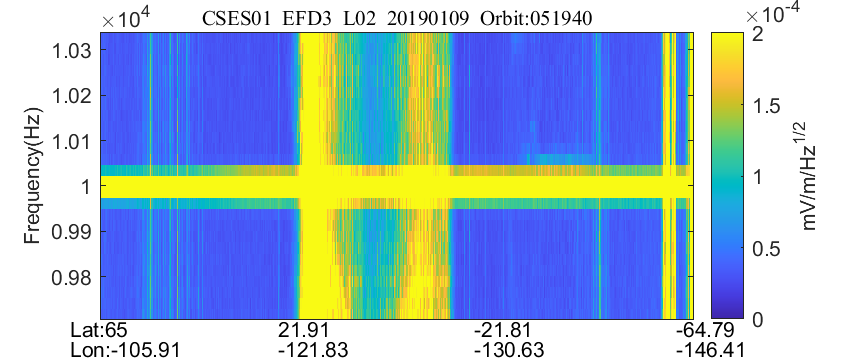 CSES01 EFD3 L02 20190109 Orbit:051940
×10^4
×10^-4
1.03
1.02
1.01
1
0.99
0.98
Frequency(Hz)
2
1.5
1
0.5
0
mV/m/Hz^1/2
Lat:65 21.91 -21.81 -64.79
Lon:-105.91 -121.83 -130.63 -146.41